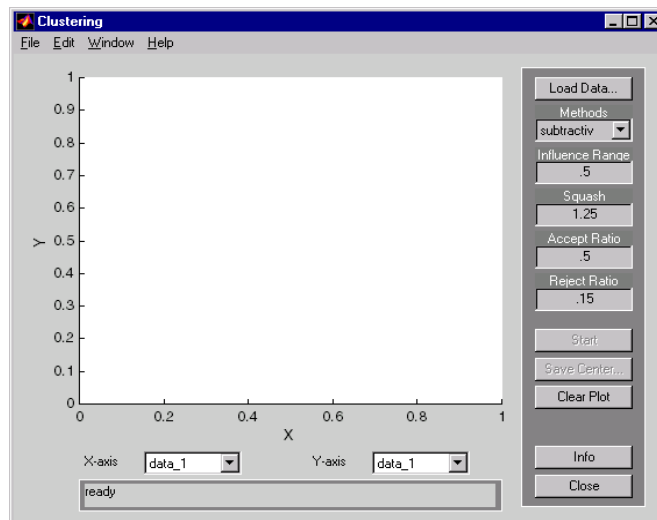 Clustering
File Edit Window Help
1
0.9
0.8
0.7
0.6
0.5
0.4
0.3
0.2
0.1
0
Y
0 0.2 0.4 0.6 0.8 1
X
X-axis data_1 Y-axis data_1
ready
Load Data...
Methods
subtractiv
Influence Range
.5
Squash
1.25
Accept Ratio
.5
Reject Ratio
.15
Start
Save Center...
Clear Plot
Info
Close